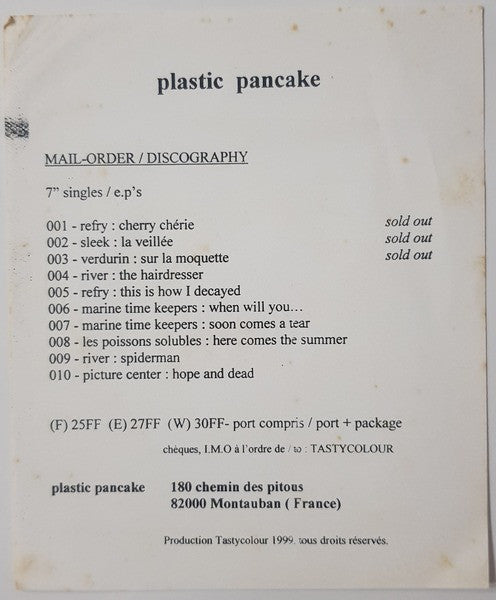 plastic pancake
MAIL-ORDER / DISCOGRAPHY
7" singles / e.p's
001 - refry : cherry chérie sold out
002 - sleek : la veillée sold out
003 - verdurin : sur la moquette sold out
004 - river : the hairdresser
005 - refry : this is how I decayed
006 - marine time keepers : when will you…
007 - marine time keepers : soon comes a tear
008 - les poissons solubles : here comes the summer
009 - river : spiderman
010 - picture center : hope and dead
(F) 25FF (E) 27FF (W) 30FF- port compris / port + package
chèques, I.M.O à l'ordre de / to : TASTYCOLOUR
plastic pancake 180 chemin des pitous
82000 Montauban ( France)
Production Tastycolour 1999. tous droits réservés.